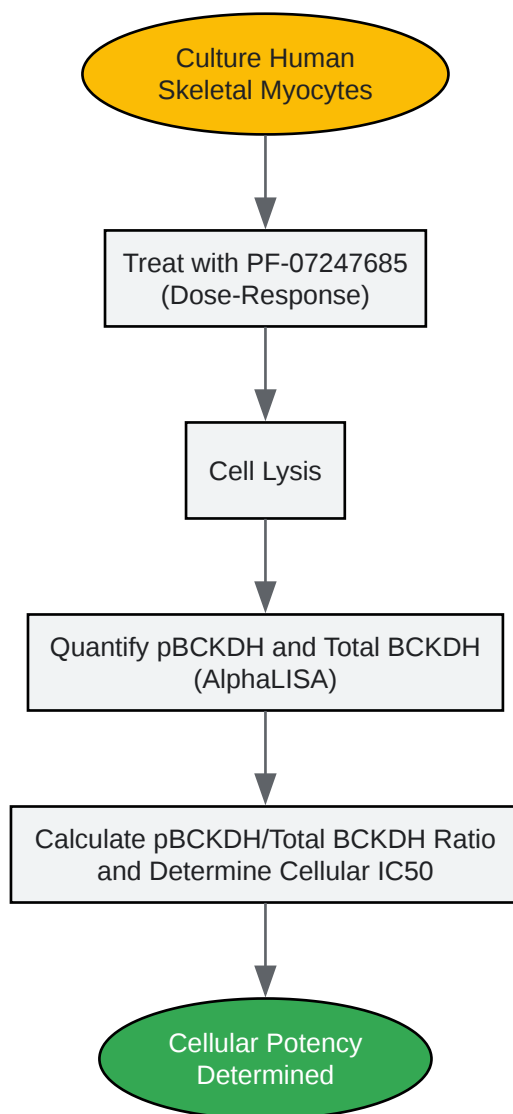 Culture Human
Skeletal Myocytes
Treat with PF-07247685
(Dose-Response)
Cell Lysis
Quantify pBCKDH and Total BCKDH
(AlphaLISA)
Calculate pBCKDH/Total BCKDH Ratio
and Determine Cellular IC50
Cellular Potency
Determined